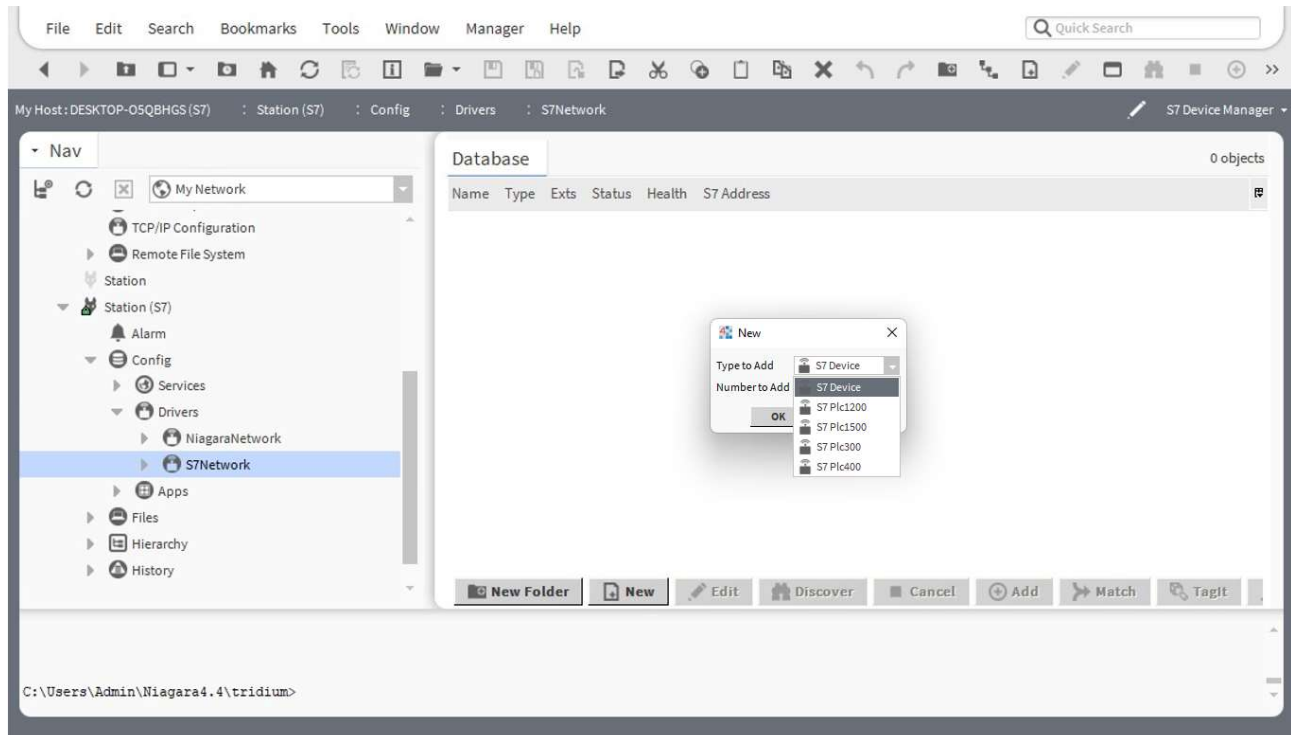 File Edit Search Bookmarks Tools Window Manager Help
Quick Search
My Host : DESKTOP-O5QBHGS (S7) : Station (S7) : Config : Drivers : S7Network
S7 Device Manager
Nav
My Network
TCP/IP Configuration
Remote File System
Station
Station (S7)
Alarm
Config
Services
Drivers
NiagaraNetwork
S7Network
Apps
Files
Hierarchy
History
Database
0 objects
Name Type Exts Status Health S7 Address
New
Type to Add S7 Device
Number to Add
S7 Device
S7 Plc1200
S7 Plc1500
S7 Plc300
S7 Plc400
OK
New Folder New Edit Discover Cancel Add Match TagIt
C:\Users\Admin\Niagara4.4\tridium>